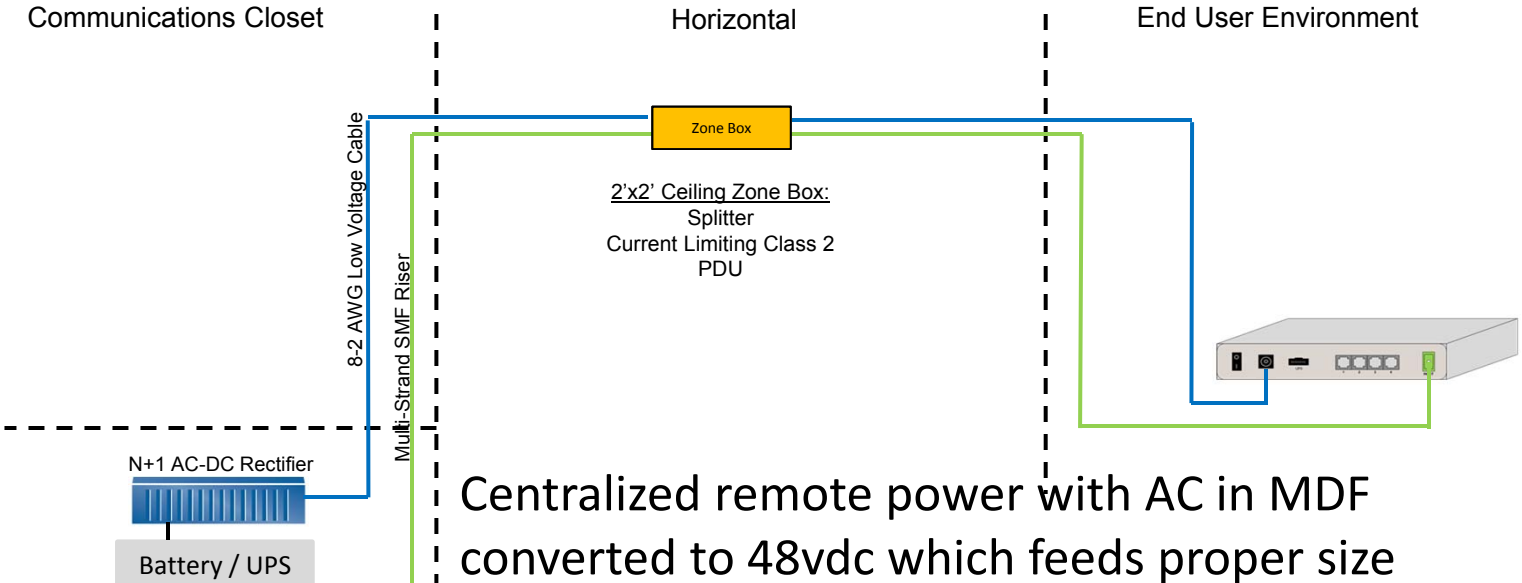 Communications Closet
Horizontal
End User Environment
8-2 AWG Low Voltage Cable
Multi-Strand SMF Riser
Zone Box
2'x2' Ceiling Zone Box:
Splitter
Current Limiting Class 2
PDU
N+1 AC-DC Rectifier
Battery / UPS
Centralized remote power with AC in MDF
converted to 48vdc which feeds proper size